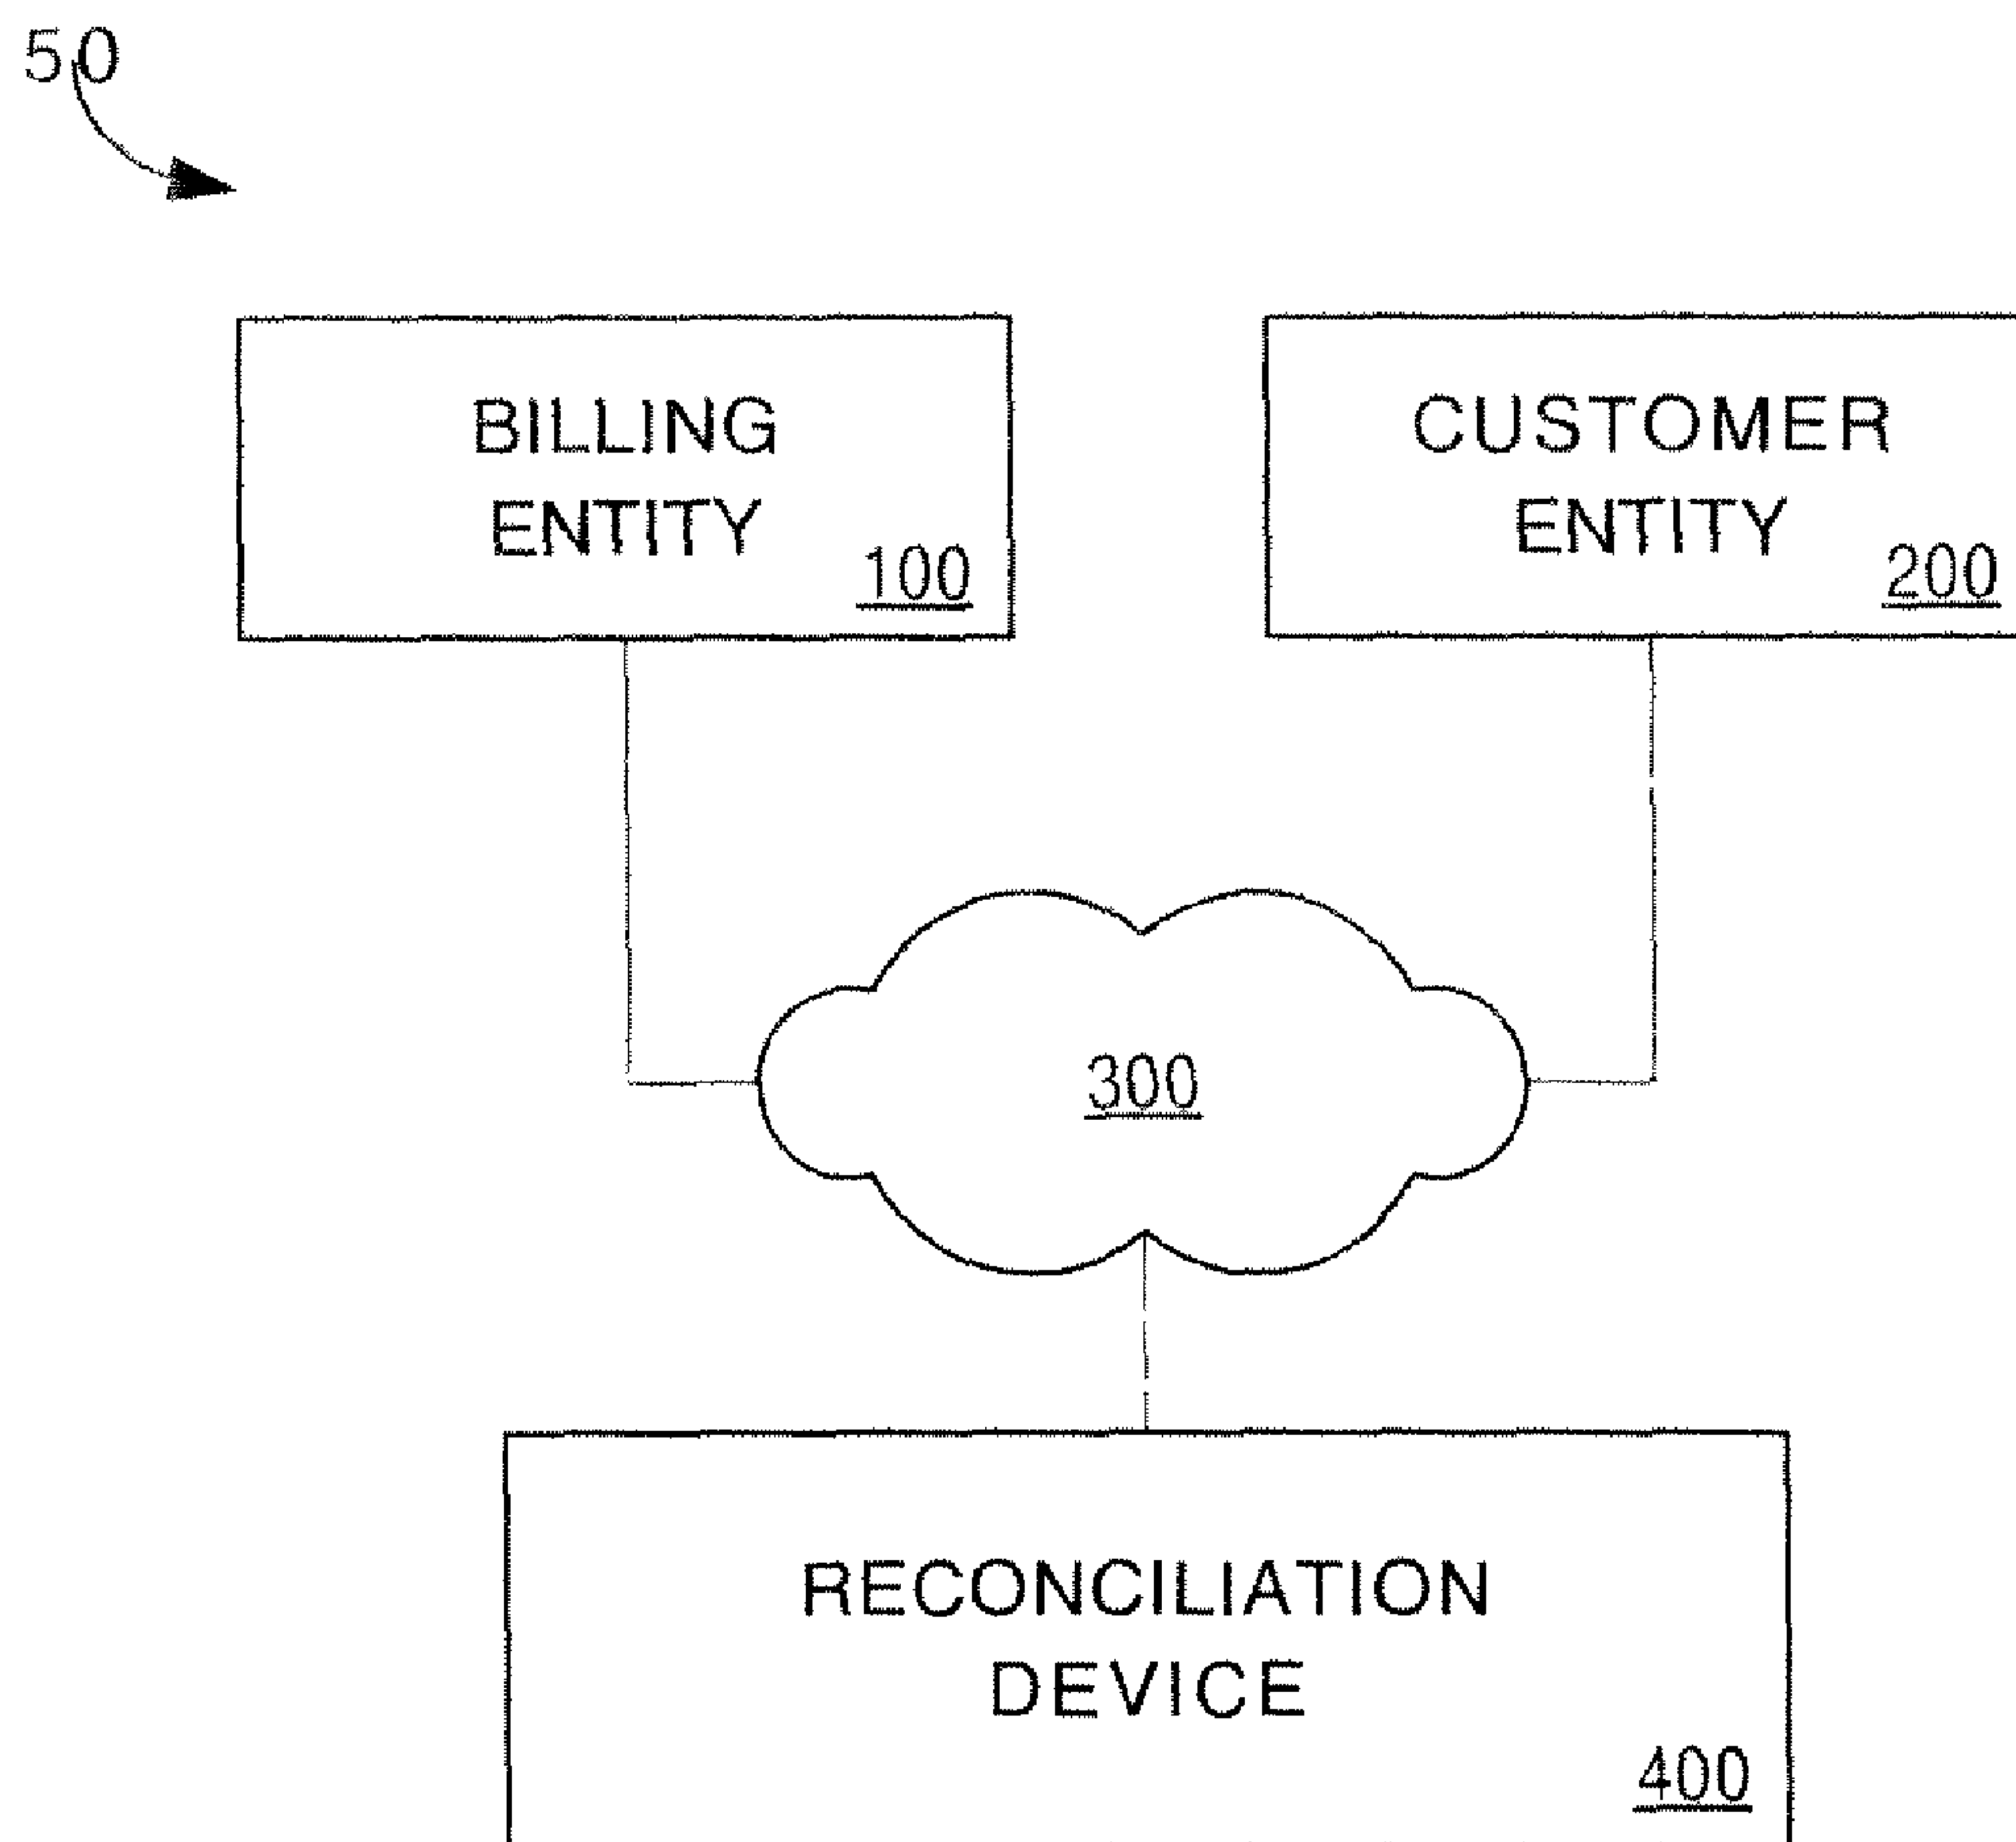 50
BILLING
ENTITY
100
CUSTOMER
ENTITY
200
300
RECONCILIATION
DEVICE
400